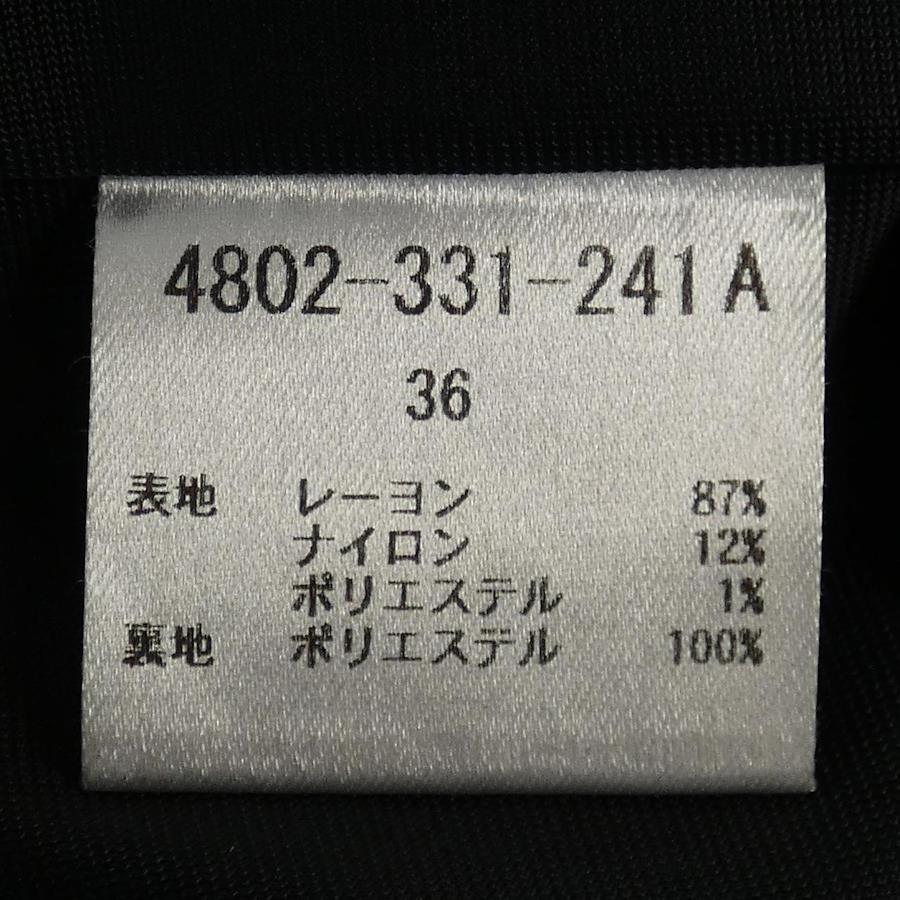 4802-331-241 A
36
表地 レーヨン 87%
ナイロン 12%
ポリエステル 1%
裏地 ポリエステル 100%